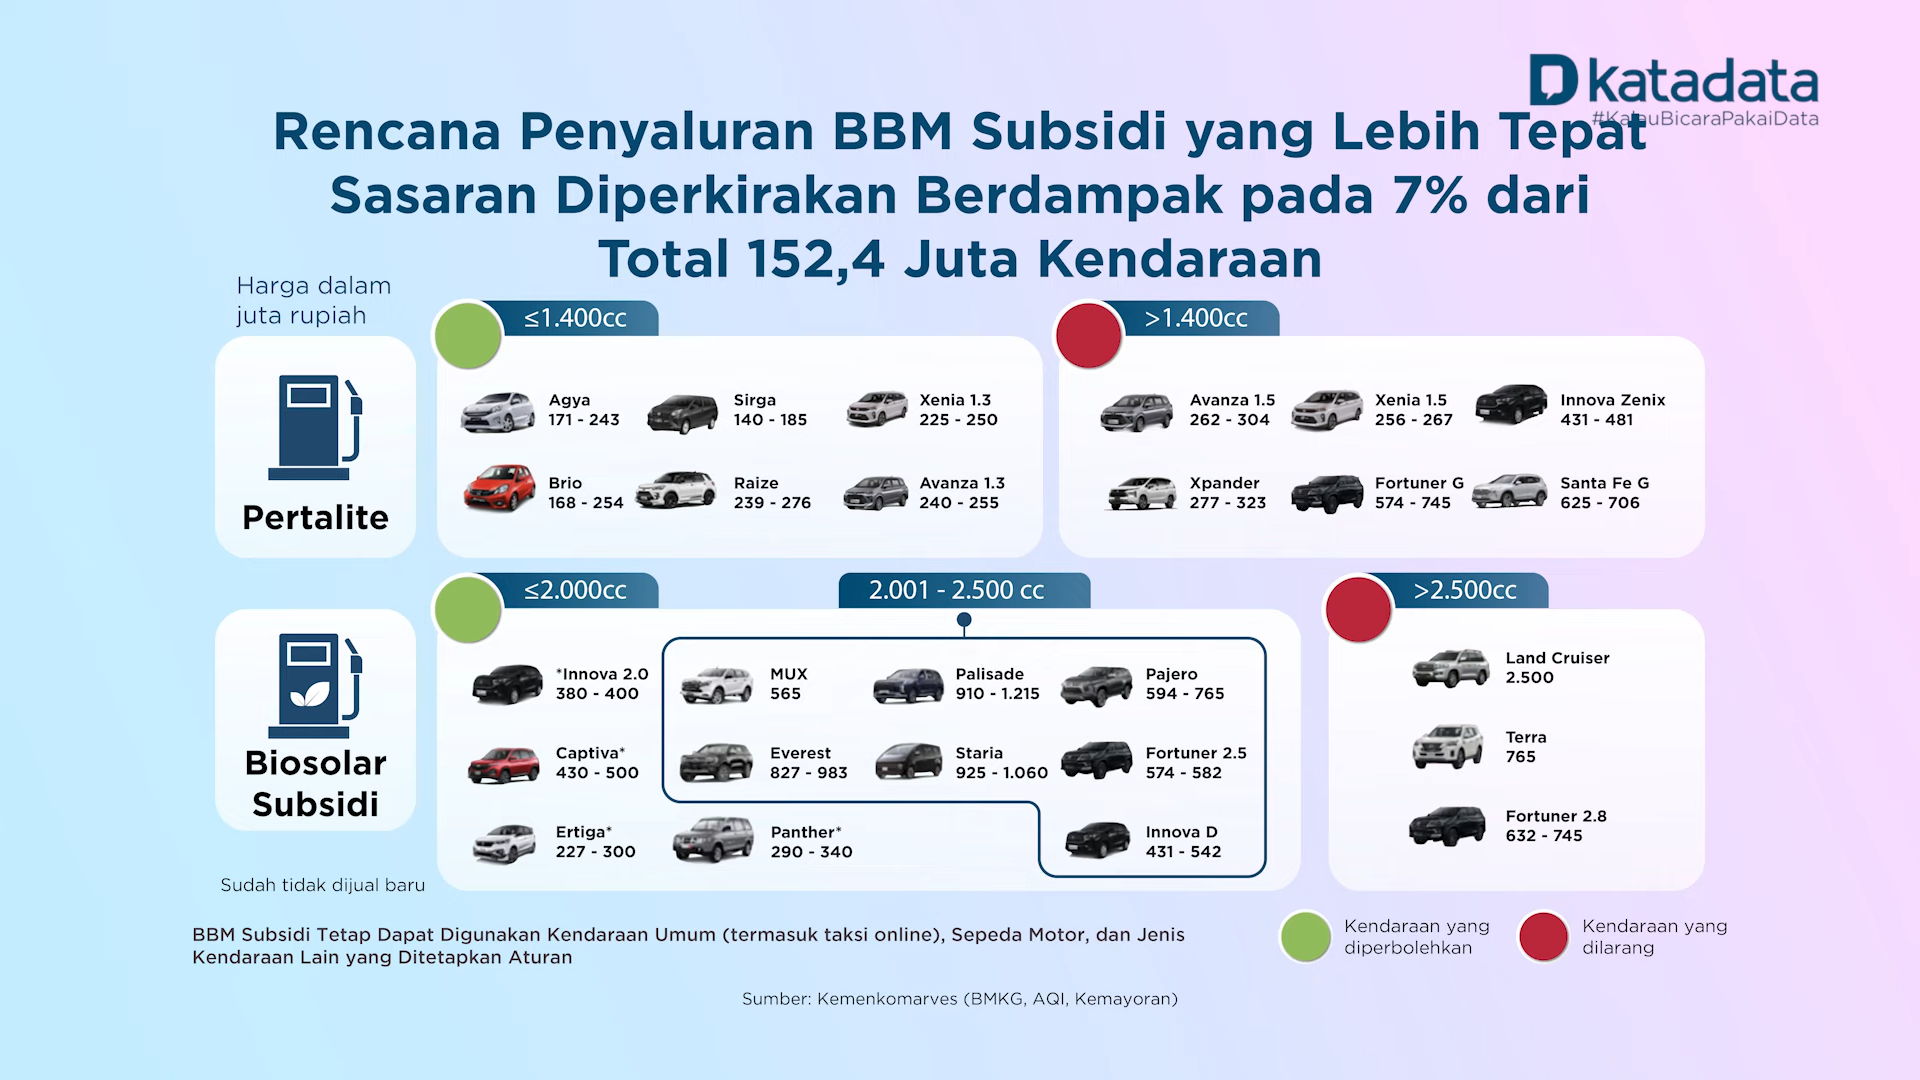 katadata
#KatauBicaraPakaiData
Rencana Penyaluran BBM Subsidi yang Lebih Tepat
Sasaran Diperkirakan Berdampak pada 7% dari
Total 152,4 Juta Kendaraan
Harga dalam
juta rupiah
Pertalite
≤1.400cc
Agya
171 - 243
Sirga
140 - 185
Xenia 1.3
225 - 250
Brio
168 - 254
Raize
239 - 276
Avanza 1.3
240 - 255
>1.400cc
Avanza 1.5
262 - 304
Xenia 1.5
256 - 267
Innova Zenix
431 - 481
Xpander
277 - 323
Fortuner G
574 - 745
Santa Fe G
625 - 706
Biosolar
Subsidi
≤2.000cc
*Innova 2.0
380 - 400
Captiva*
430 - 500
Ertiga*
227 - 300
Panther*
290 - 340
2.001 - 2.500 cc
MUX
565
Palisade
910 - 1.215
Pajero
594 - 765
Everest
827 - 983
Staria
925 - 1.060
Fortuner 2.5
574 - 582
Innova D
431 - 542
>2.500cc
Land Cruiser
2.500
Terra
765
Fortuner 2.8
632 - 745
Sudah tidak dijual baru
BBM Subsidi Tetap Dapat Digunakan Kendaraan Umum (termasuk taksi online), Sepeda Motor, dan Jenis
Kendaraan Lain yang Ditetapkan Aturan
Kendaraan yang
diperbolehkan
Kendaraan yang
dilarang
Sumber: Kemenkomarves (BMKG, AQI, Kemayoran)